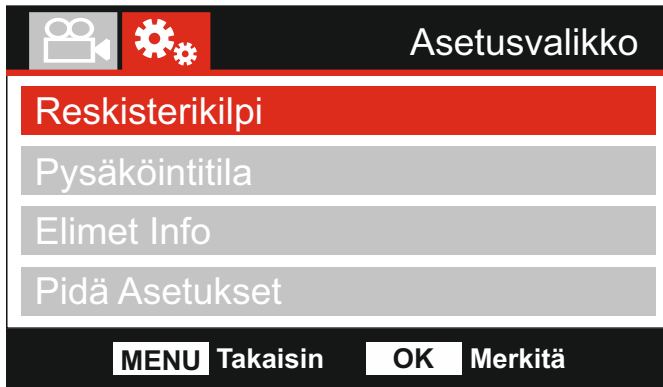 Asetusvalikko
Reskisterikilpi
Pysäköintitila
Elimet Info
Pidä Asetukset
MENU Takaisin OK Merkitä